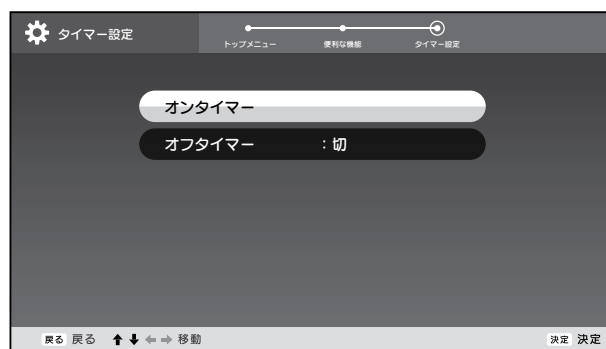 タイマー設定
トップメニュー 便利な機能 タイマー設定
オンタイマー
オフタイマー :切
戻る 戻る 移動 決定 決定